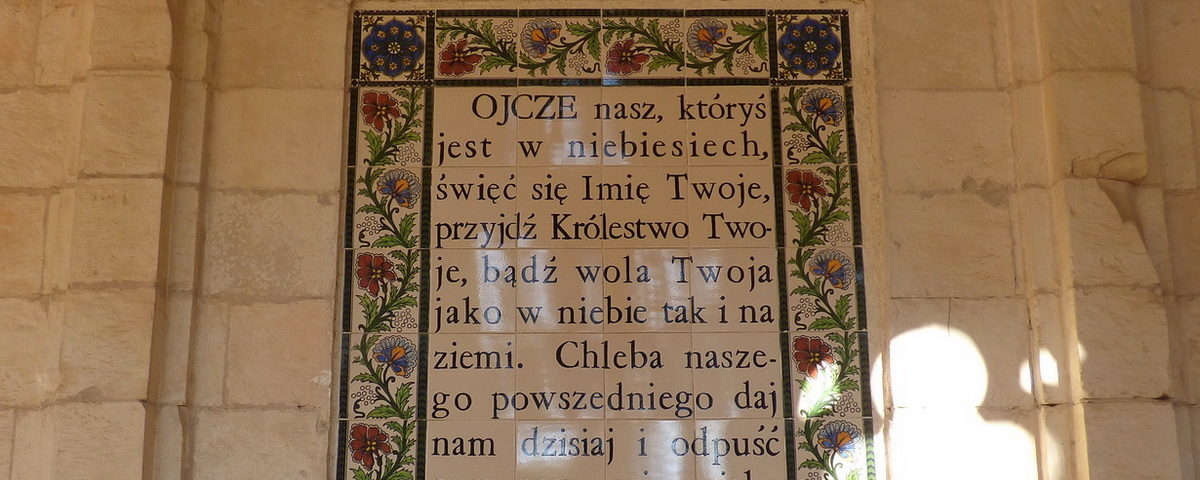 OJCZE nasz, któryś
jest w niebiesiech,
święć się Imię Twoje,
przyjdź Królestwo Two-
je, bądź wola Twoja
jako w niebie tak i na
ziemi. Chleba nasze-
go powszedniego daj
nam dzisiaj i odpuść